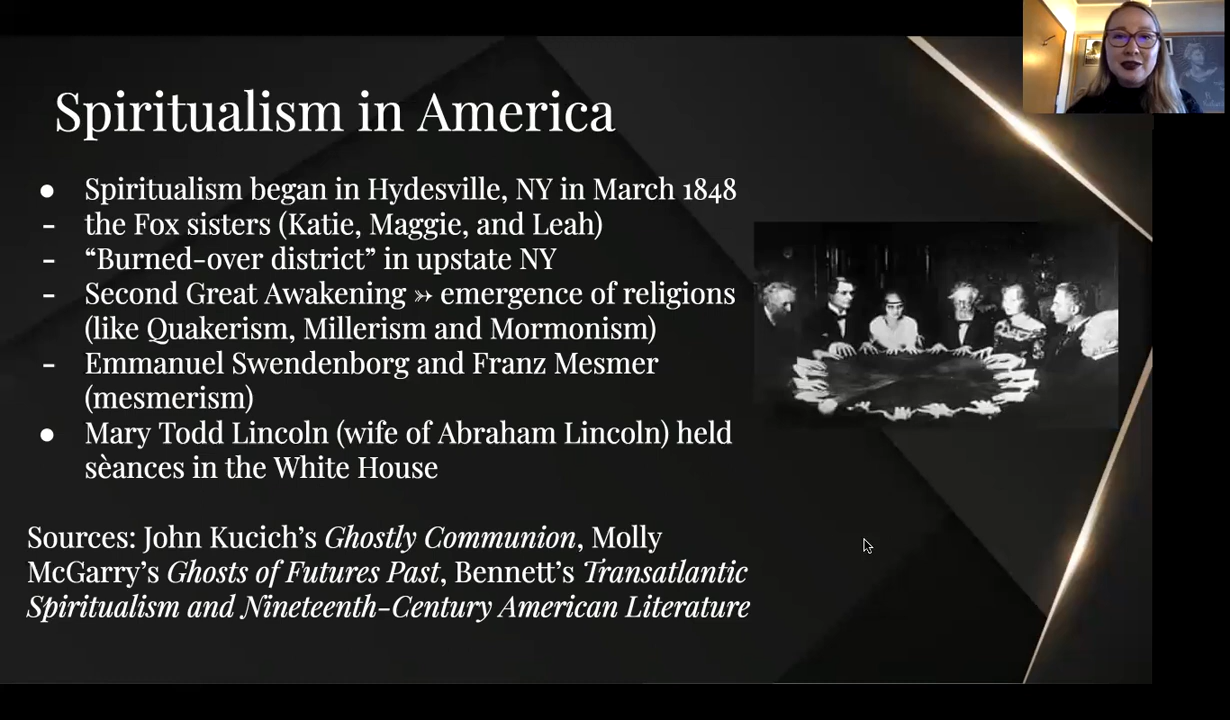 Spiritualism in America
● Spiritualism began in Hydesville, NY in March 1848
- the Fox sisters (Katie, Maggie, and Leah)
- “Burned-over district” in upstate NY
- Second Great Awakening ➳ emergence of religions
(like Quakerism, Millerism and Mormonism)
- Emmanuel Swendenborg and Franz Mesmer
(mesmerism)
● Mary Todd Lincoln (wife of Abraham Lincoln) held
sèances in the White House
Sources: John Kucich’s Ghostly Communion, Molly
McGarry’s Ghosts of Futures Past, Bennett’s Transatlantic
Spiritualism and Nineteenth-Century American Literature